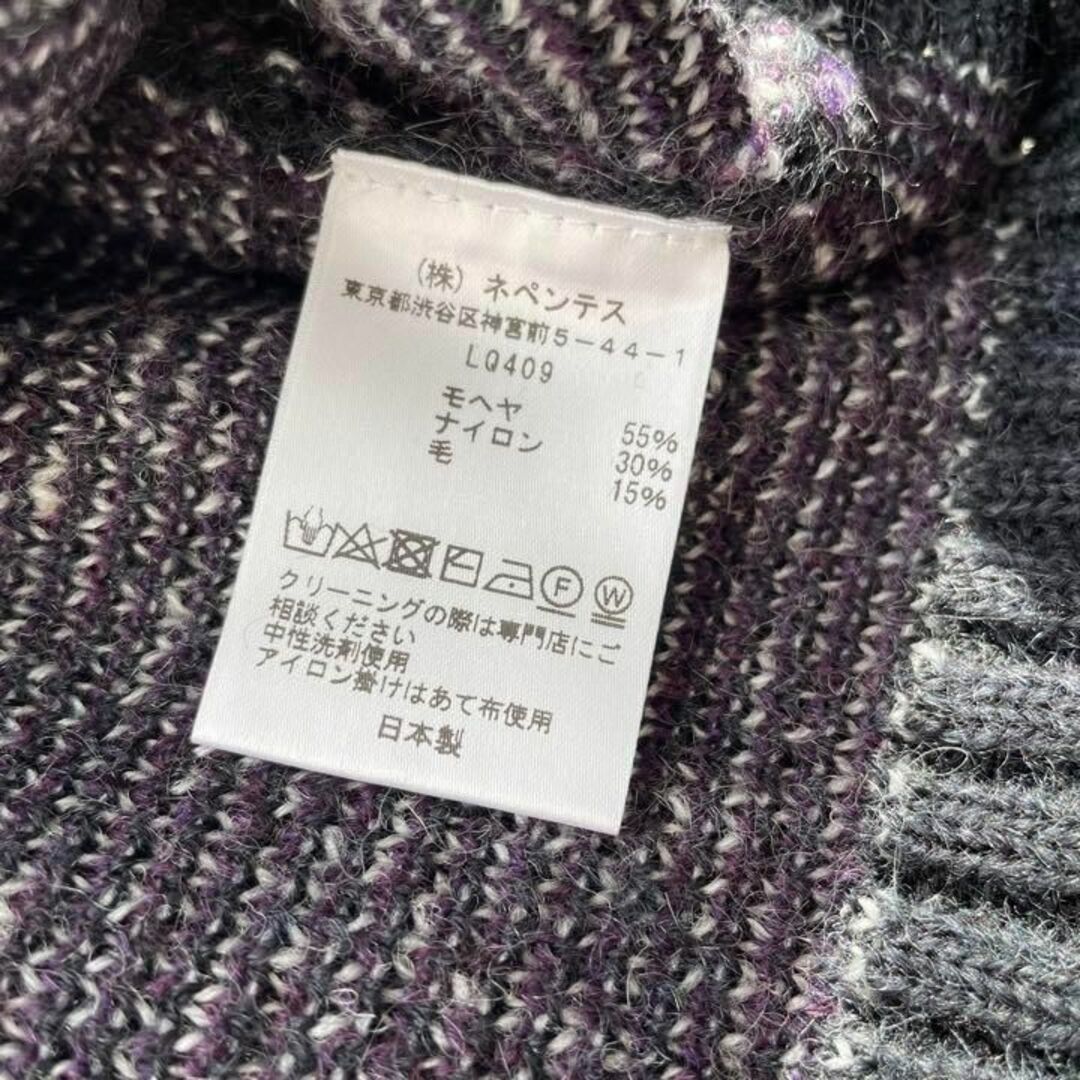 (株) ネペンテス
東京都渋谷区神宮前5-44-1
LQ409
モヘヤ 55%
ナイロン 30%
毛 15%
F W
クリーニングの際は専門店にご
相談ください
中性洗剤使用
アイロン掛けはあて布使用
日本製